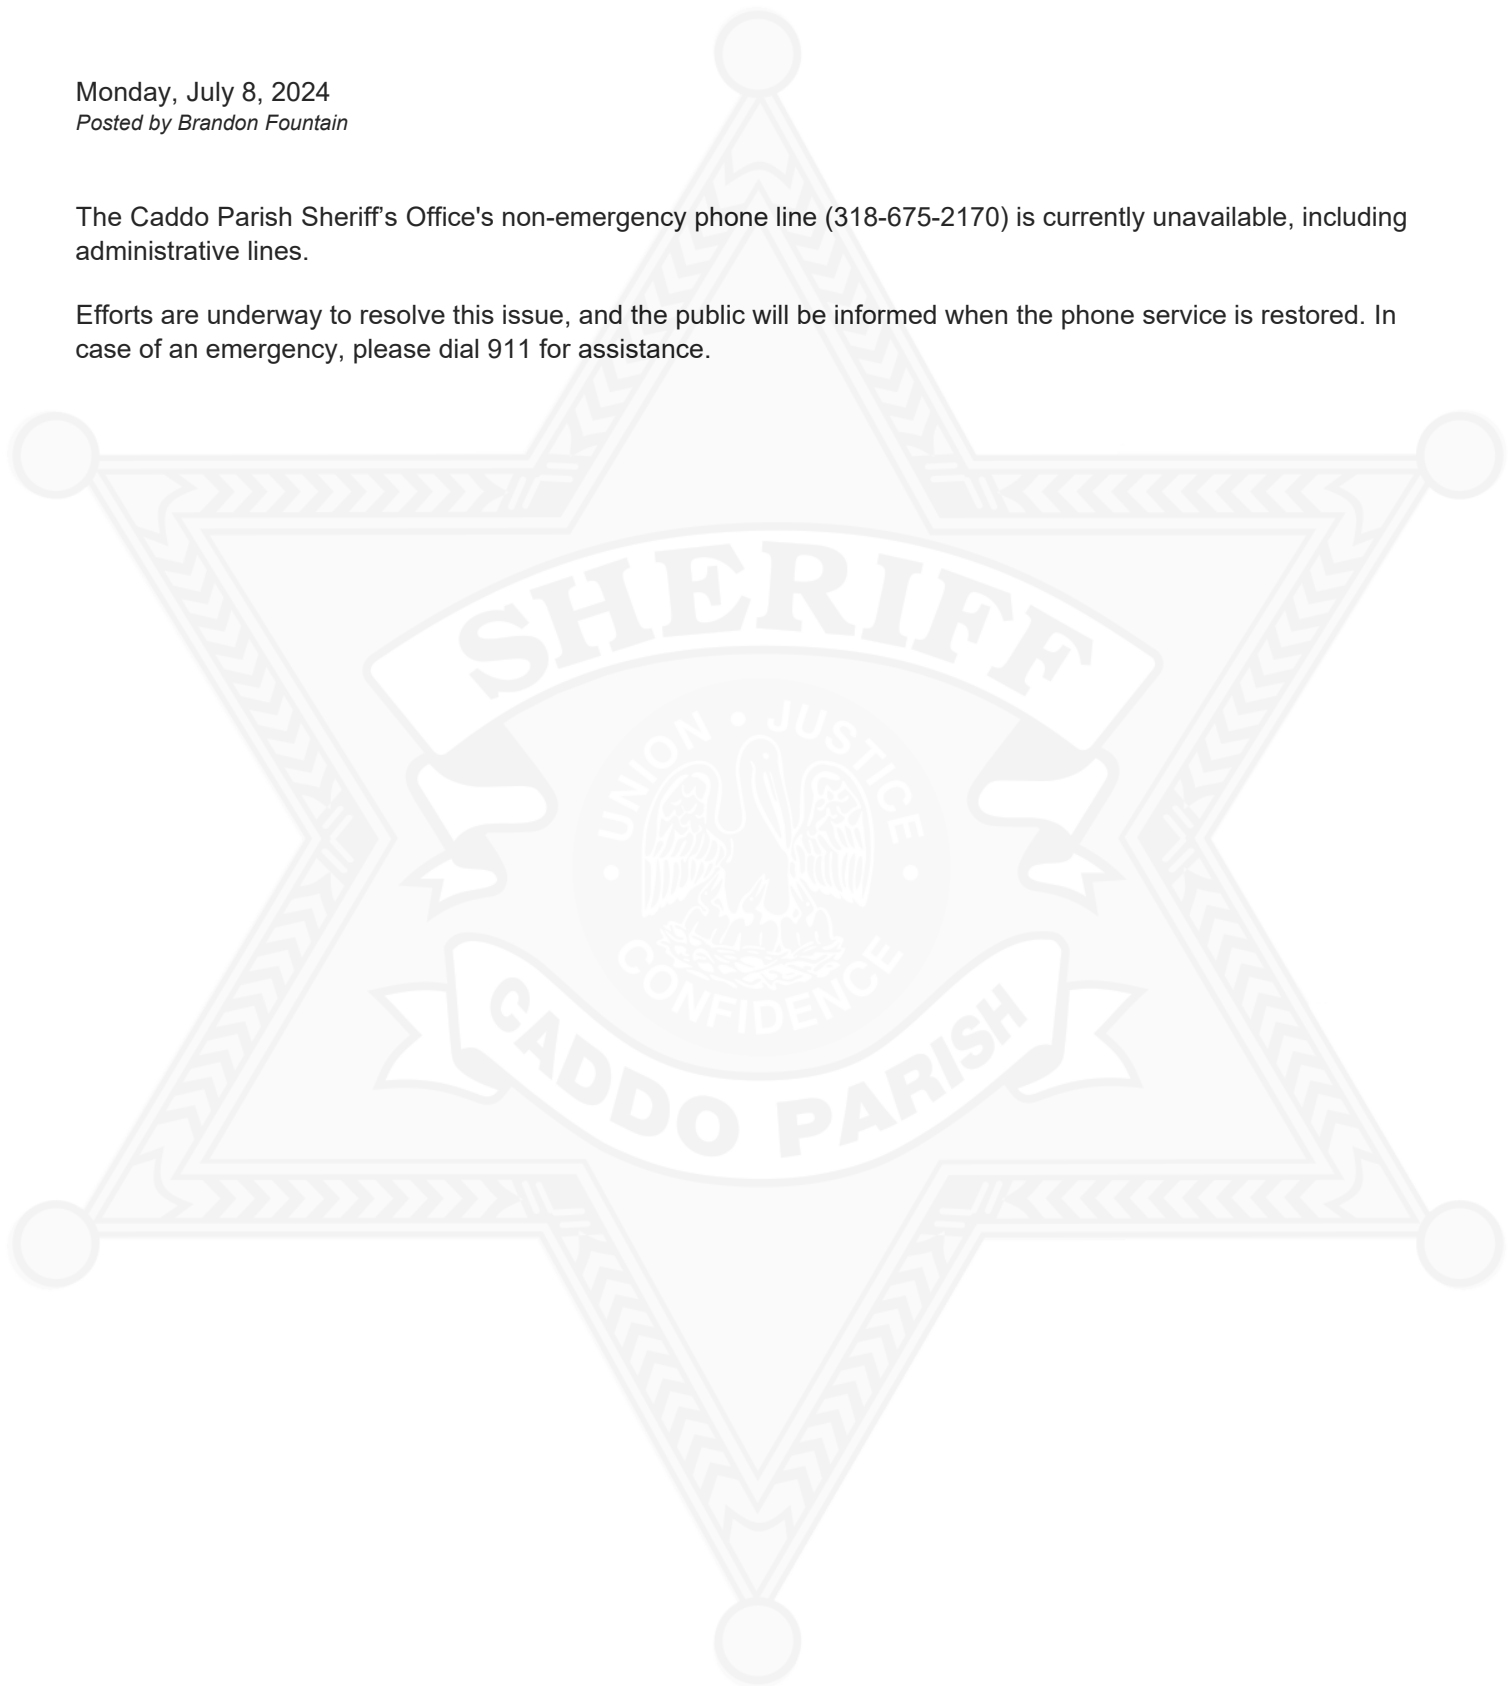 Monday, July 8, 2024
Posted by Brandon Fountain
The Caddo Parish Sheriff’s Office's non-emergency phone line (318-675-2170) is currently unavailable, including
administrative lines.
Efforts are underway to resolve this issue, and the public will be informed when the phone service is restored. In
case of an emergency, please dial 911 for assistance.
SHERIFF
UNION • JUSTICE
• CONFIDENCE •
CADDO PARISH